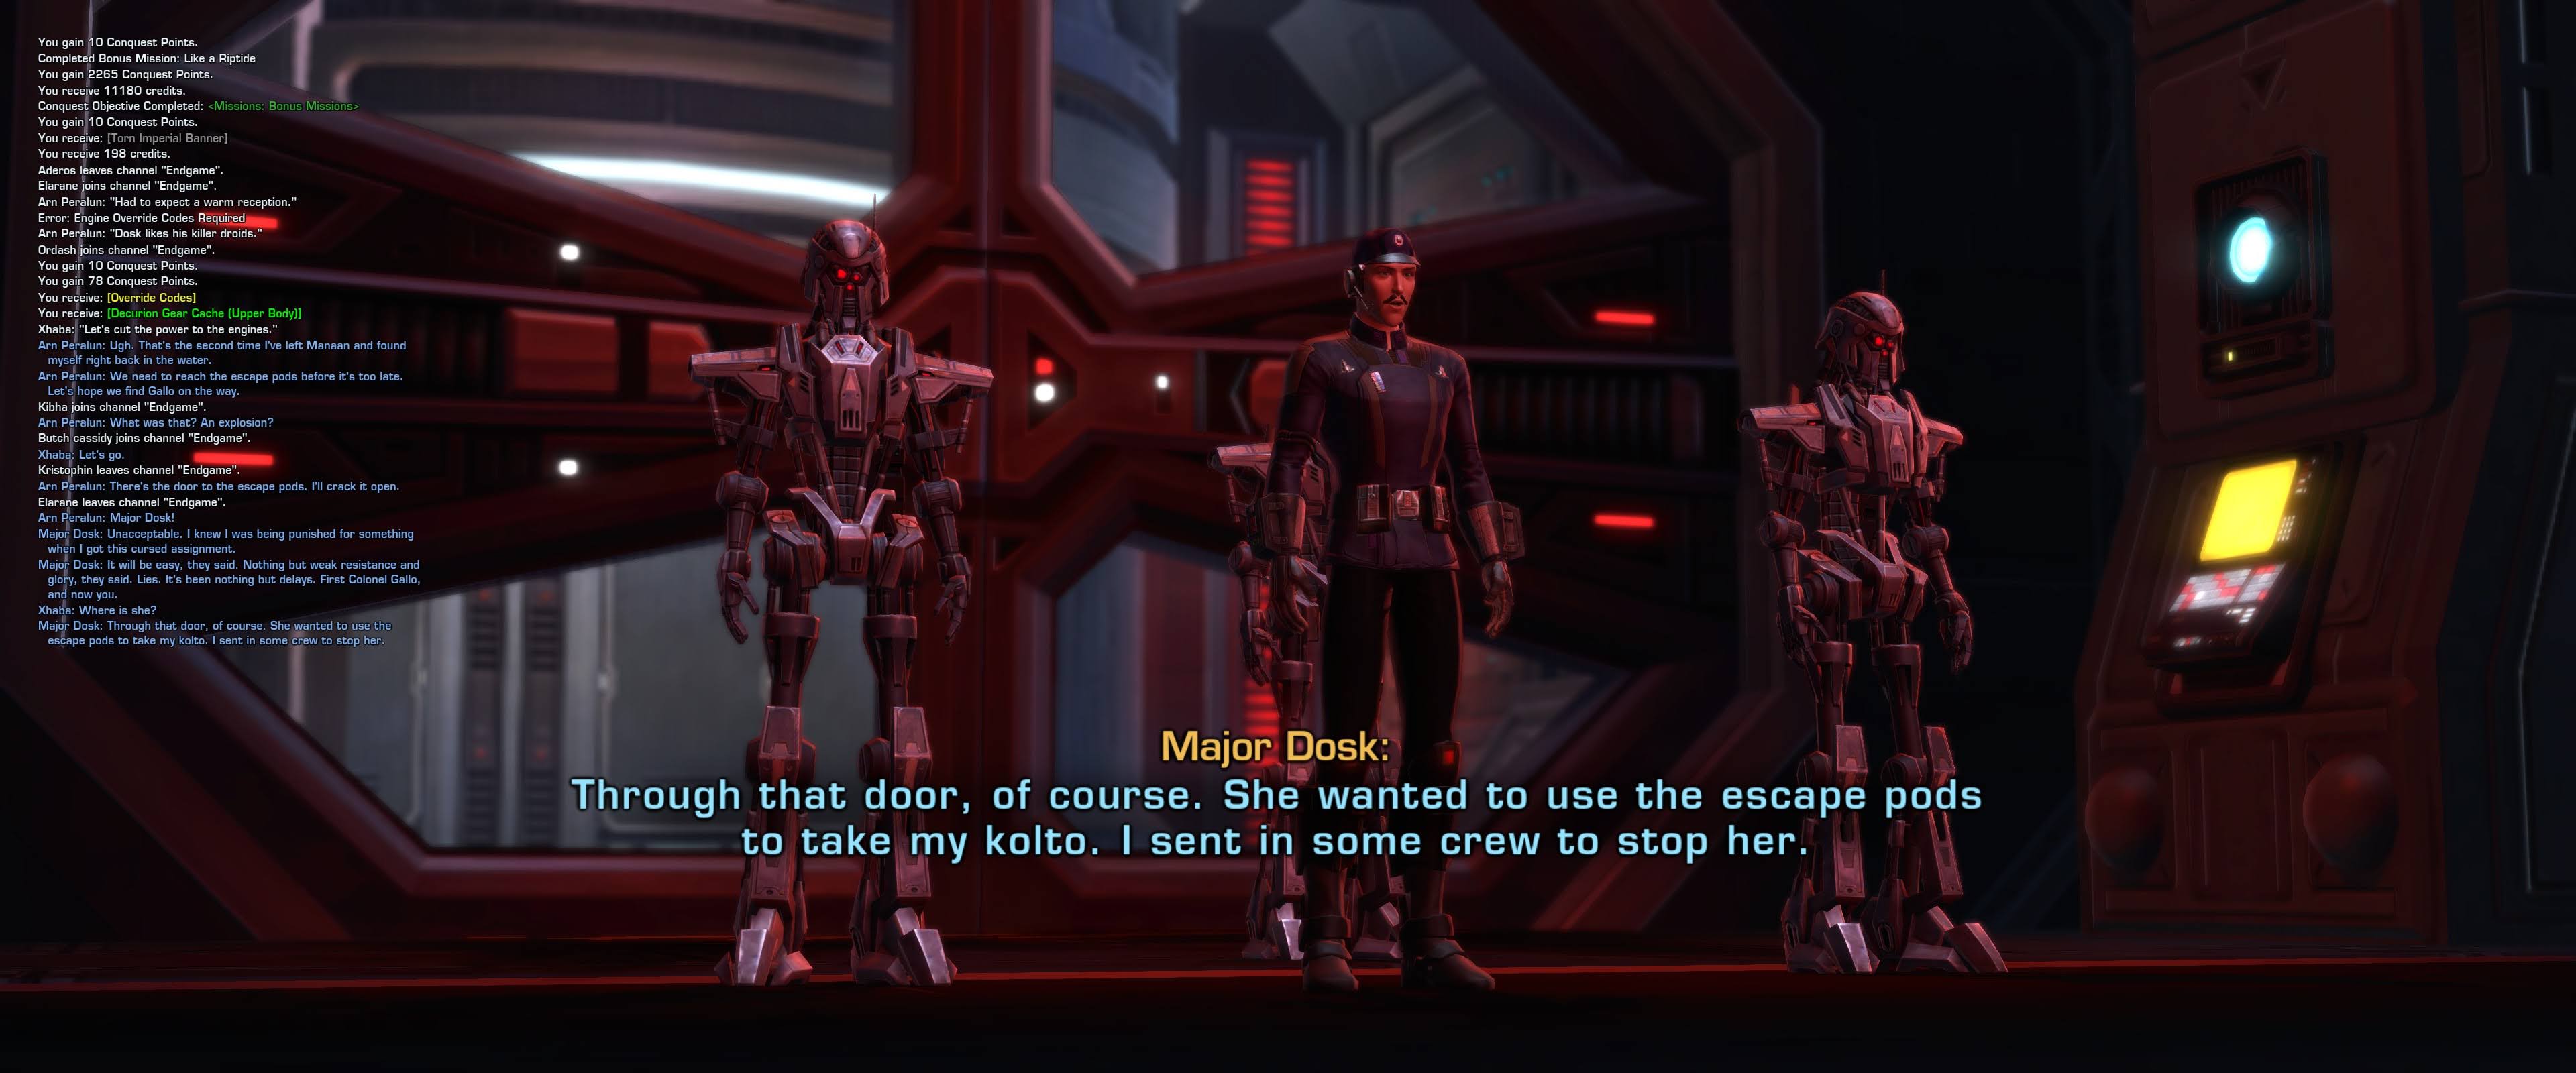 You gain 10 Conquest Points.
Completed Bonus Mission: Like a Riptide
You gain 2265 Conquest Points.
You receive 11180 credits.
Conquest Objective Completed: <Missions: Bonus Missions>
You gain 10 Conquest Points.
You receive: [Torn Imperial Banner]
You receive 198 credits.
Aderos leaves channel "Endgame".
Elarane joins channel "Endgame".
Arn Peralun: "Had to expect a warm reception."
Error: Engine Override Codes Required
Arn Peralun: "Dosk likes his killer droids."
Ordash joins channel "Endgame".
You gain 10 Conquest Points.
You gain 78 Conquest Points.
You receive: [Override Codes]
You receive: [Decurion Gear Cache (Upper Body)]
Xhaba: "Let's cut the power to the engines."
Arn Peralun: Ugh. That's the second time I've left Manaan and found
myself right back in the water.
Arn Peralun: We need to reach the escape pods before it's too late.
Let's hope we find Gallo on the way.
Kibha joins channel "Endgame".
Arn Peralun: What was that? An explosion?
Butch cassidy joins channel "Endgame".
Xhaba: Let's go.
Kristophin leaves channel "Endgame".
Arn Peralun: There's the door to the escape pods. I'll crack it open.
Elarane leaves channel "Endgame".
Arn Peralun: Major Dosk!
Major Dosk: Unacceptable. I knew I was being punished for something
when I got this cursed assignment.
Major Dosk: It will be easy, they said. Nothing but weak resistance and
glory, they said. Lies. It's been nothing but delays. First Colonel Gallo,
and now you.
Xhaba: Where is she?
Major Dosk: Through that door, of course. She wanted to use the
escape pods to take my kolto. I sent in some crew to stop her.
Major Dosk:
Through that door, of course. She wanted to use the escape pods
to take my kolto. I sent in some crew to stop her.